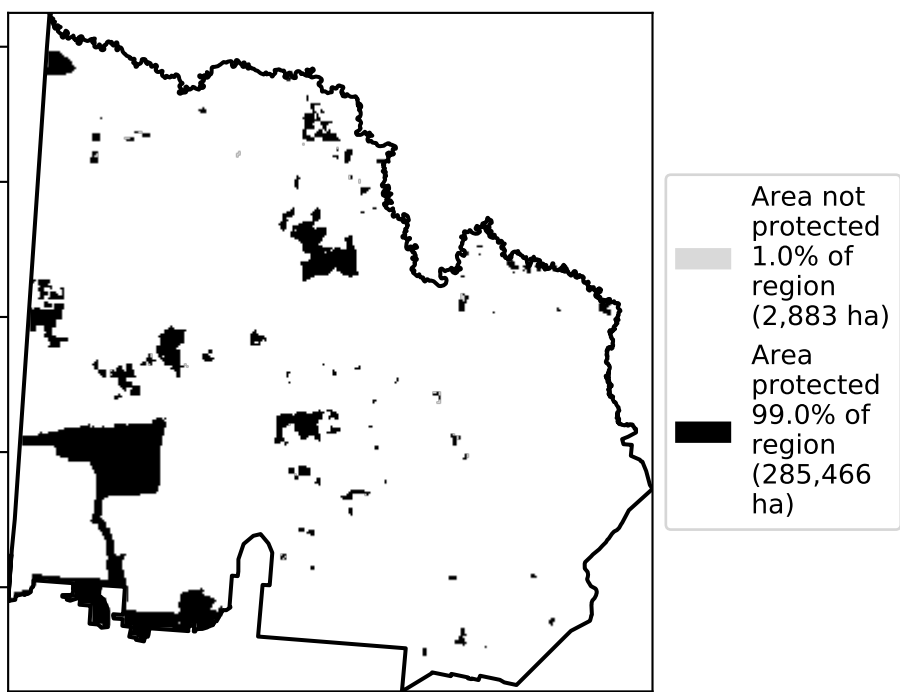 Area not
protected
1.0% of
region
(2,883 ha)
Area
protected
99.0% of
region
(285,466
ha)